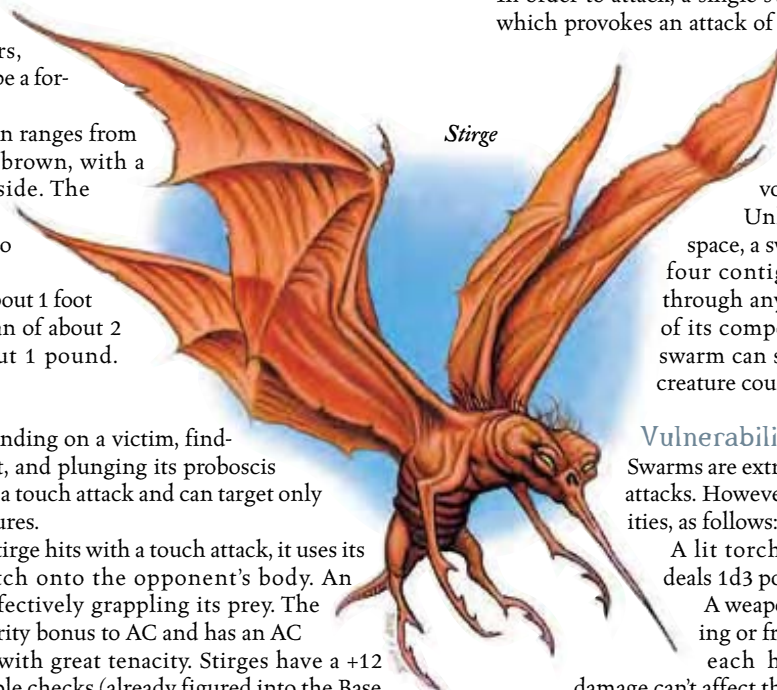 rs,
be a for-
n ranges from
brown, with a
side. The
o
out 1 foot
an of about 2
ut 1 pound.
nding on a victim, find-
t, and plunging its proboscis
a touch attack and can target only
ures.
tirge hits with a touch attack, it uses its
tch onto the opponent's body. An
fectively grappling its prey. The
rity bonus to AC and has an AC
with great tenacity. Stirges have a +12
ple checks (already figured into the Base
Stirge
In order to attack, a single s
which provokes an attack of
vo
Un
space, a sw
four contig
through any
of its compo
swarm can s
creature cou
Vulnerabili
Swarms are extr
attacks. Howeve
ities, as follows:
A lit torch
deals 1d3 po
A weapo
ing or fr
each h
damage can't affect th